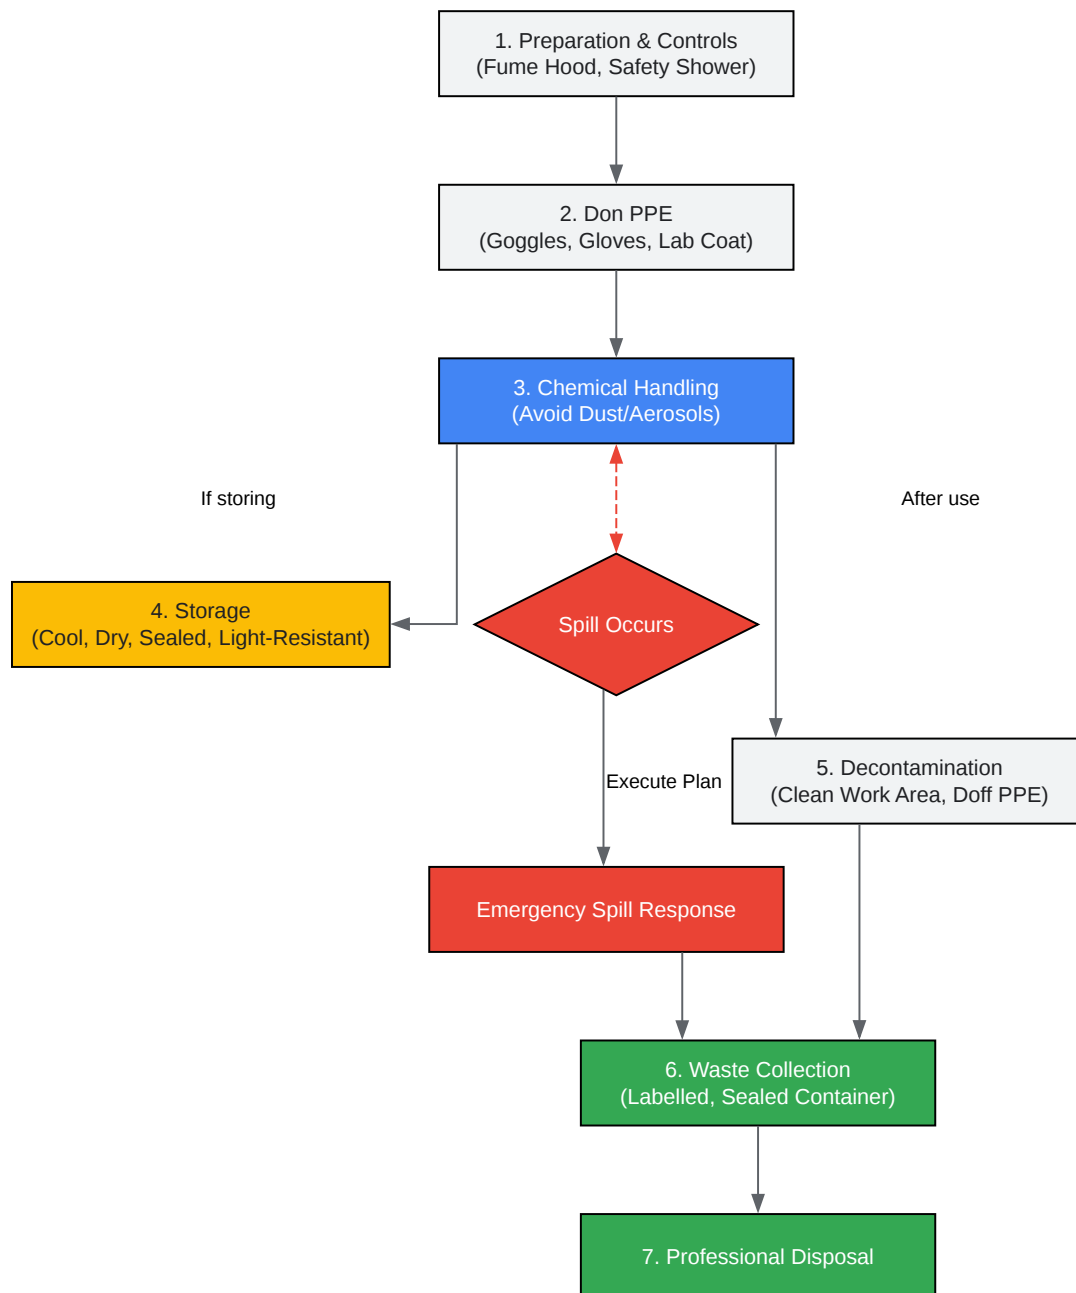 1. Preparation & Controls
(Fume Hood, Safety Shower)
2. Don PPE
(Goggles, Gloves, Lab Coat)
3. Chemical Handling
(Avoid Dust/Aerosols)
If storing
After use
4. Storage
(Cool, Dry, Sealed, Light-Resistant)
Spill Occurs
5. Decontamination
(Clean Work Area, Doff PPE)
Execute Plan
Emergency Spill Response
6. Waste Collection
(Labelled, Sealed Container)
7. Professional Disposal